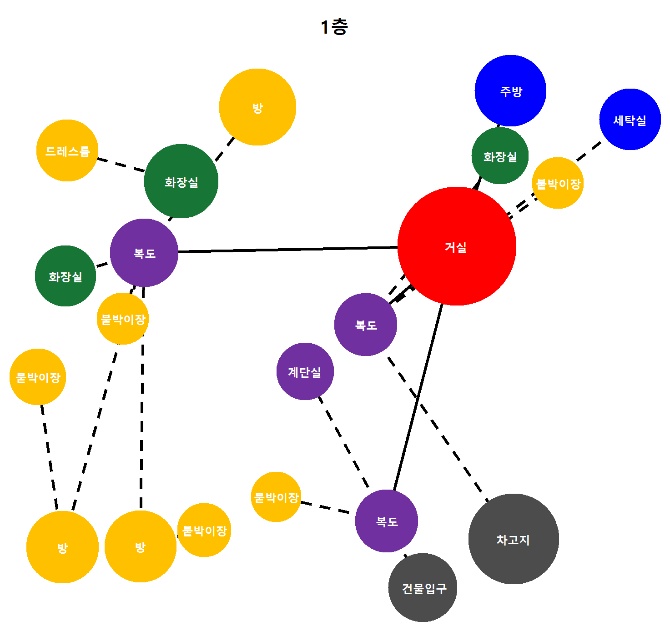 1층
방
주방
세탁실
드레스룸
화장실
화장실
붙박이장
화장실
복도
거실
붙박이장
복도
계단실
붙박이장
붙박이장
복도
붙박이장
방
방
차고지
건물입구